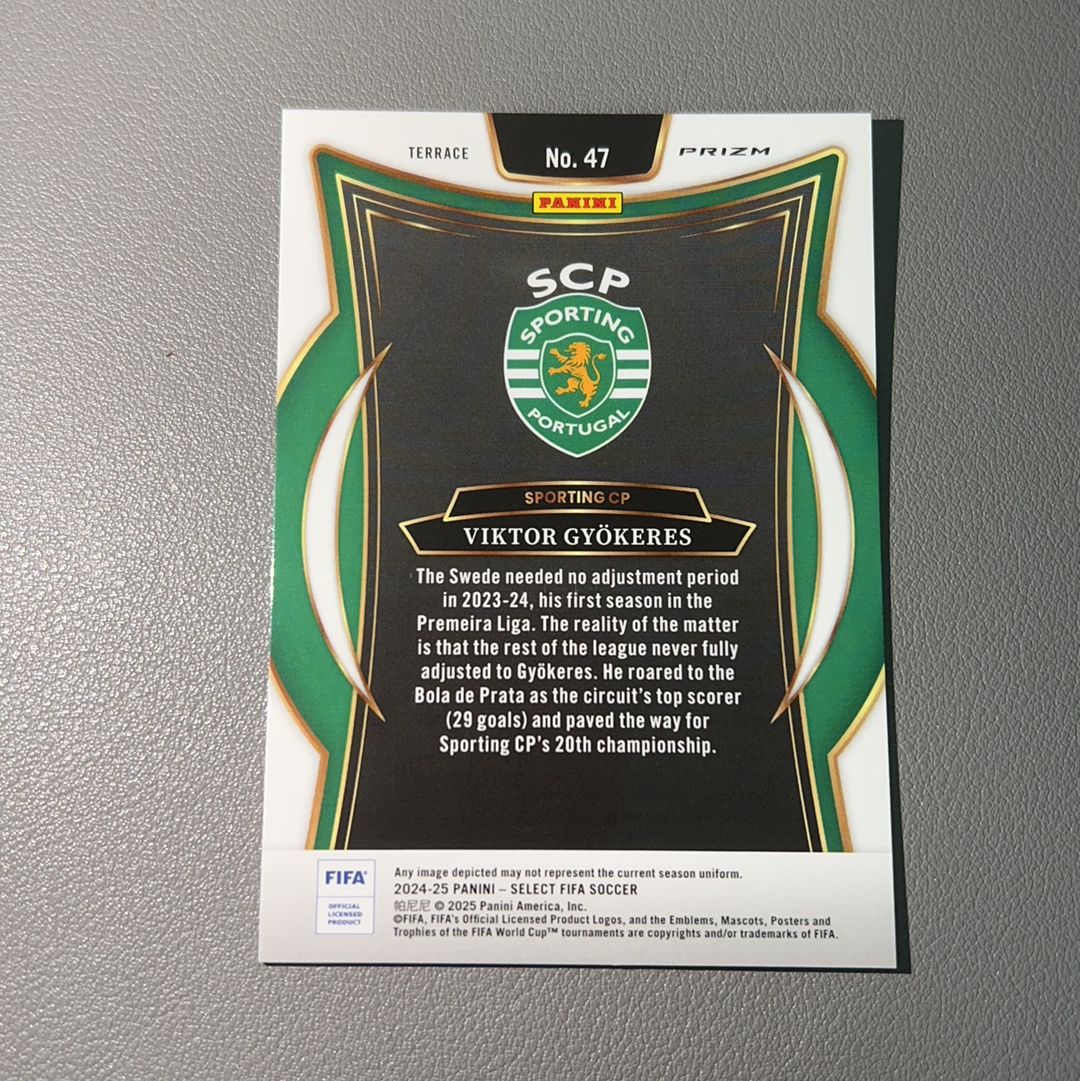 TERRACE
No. 47
PRIZM
PANINI
SCP
SPORTING
PORTUGAL
SPORTING CP
VIKTOR GYÖKERES
The Swede needed no adjustment period
in 2023-24, his first season in the
Premeira Liga. The reality of the matter
is that the rest of the league never fully
adjusted to Gyökeres. He roared to the
Bola de Prata as the circuit's top scorer
(29 goals) and paved the way for
Sporting CP's 20th championship.
FIFA®
OFFICIAL
LICENSED
PRODUCT
Any image depicted may not represent the current season uniform.
2024-25 PANINI – SELECT FIFA SOCCER
帕尼尼 © 2025 Panini America, Inc.
©FIFA, FIFA's Official Licensed Product Logos, and the Emblems, Mascots, Posters and
Trophies of the FIFA World Cup™ tournaments are copyrights and/or trademarks of FIFA.